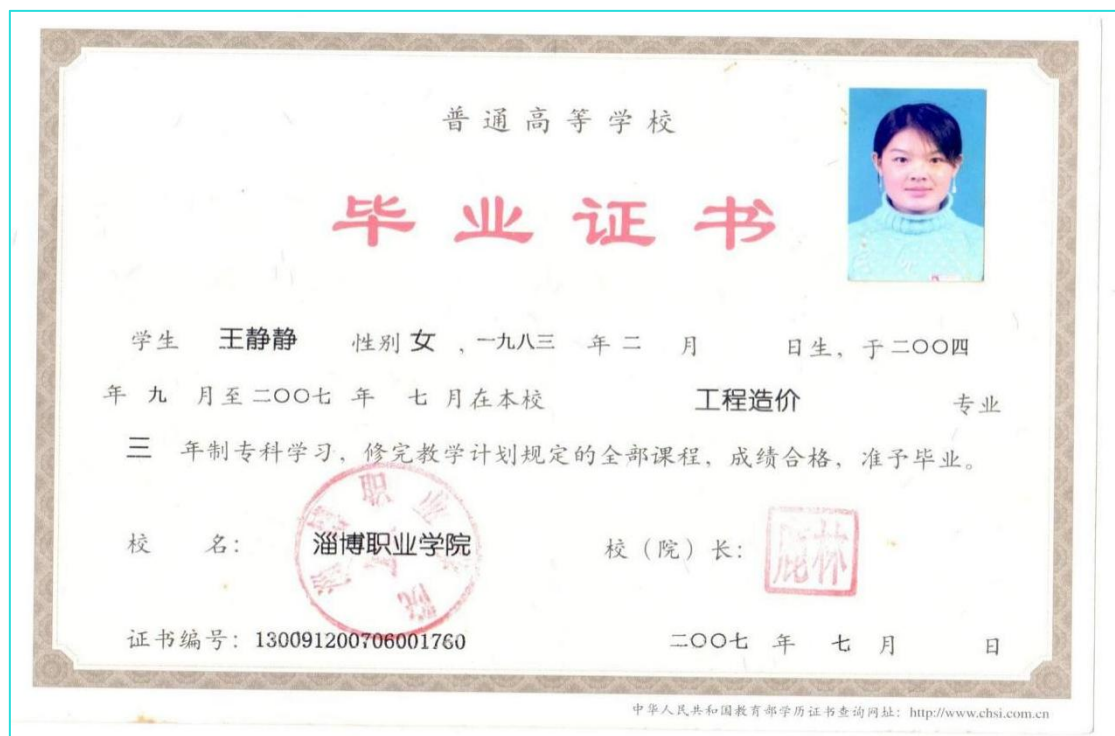 普通高等学校
毕业证书
学生 王静静 性别 女 ，一九八三 年 二 月 日生，于 二〇〇四
年 九 月至 二〇〇七 年 七 月在本校 工程造价 专业
三 年制专科学习，修完教学计划规定的全部课程，成绩合格，准予毕业。
校 名： 淄博职业学院 校（院）长：
证书编号：130091200706001760 二〇〇七 年 七 月 日
中华人民共和国教育部学历证书查询网址：http://www.chsi.com.cn